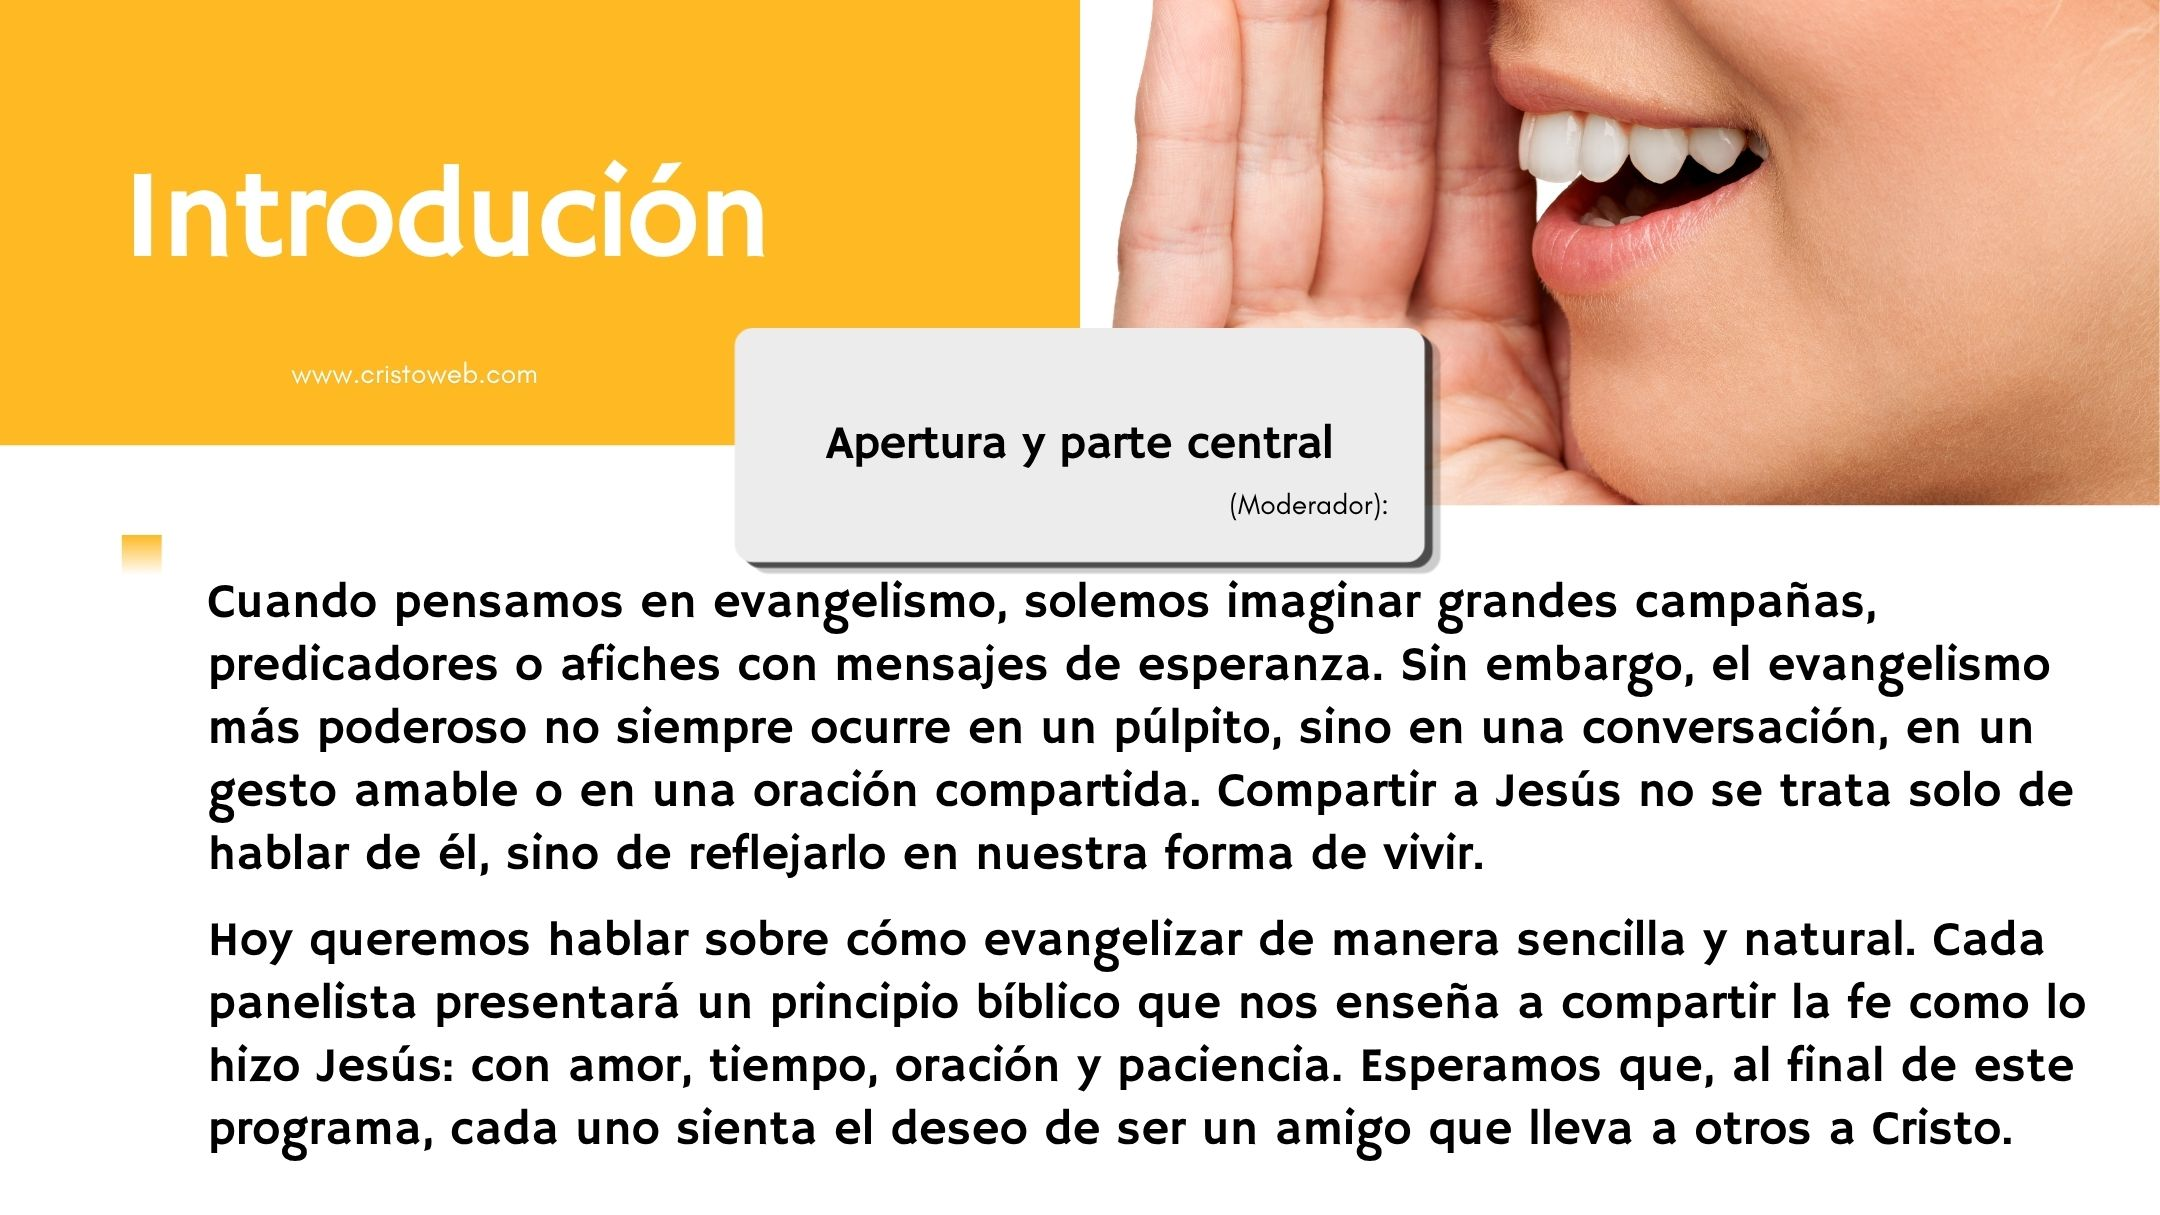 Introdución
www.cristoweb.com
Apertura y parte central
(Moderador):
Cuando pensamos en evangelismo, solemos imaginar grandes campañas,
predicadores o afiches con mensajes de esperanza. Sin embargo, el evangelismo
más poderoso no siempre ocurre en un púlpito, sino en una conversación, en un
gesto amable o en una oración compartida. Compartir a Jesús no se trata solo de
hablar de él, sino de reflejarlo en nuestra forma de vivir.
Hoy queremos hablar sobre cómo evangelizar de manera sencilla y natural. Cada
panelista presentará un principio bíblico que nos enseña a compartir la fe como lo
hizo Jesús: con amor, tiempo, oración y paciencia. Esperamos que, al final de este
programa, cada uno sienta el deseo de ser un amigo que lleva a otros a Cristo.